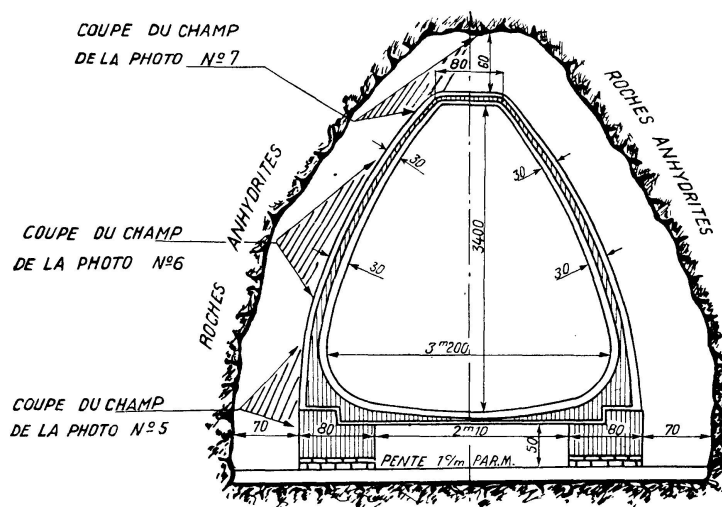 COUPE DU CHAMP
DE LA PHOTO Nº7
80
60
ROCHES ANHYDRITES
ROCHES ANHYDRITES
30
30
COUPE DU CHAMP
DE LA PHOTO Nº6
3400
30
30
3ᵐ200
COUPE DU CHAMP
DE LA PHOTO Nº5
70
80
2ᵐ10
80
70
50
PENTE 1ᶜ/m PAR.M.